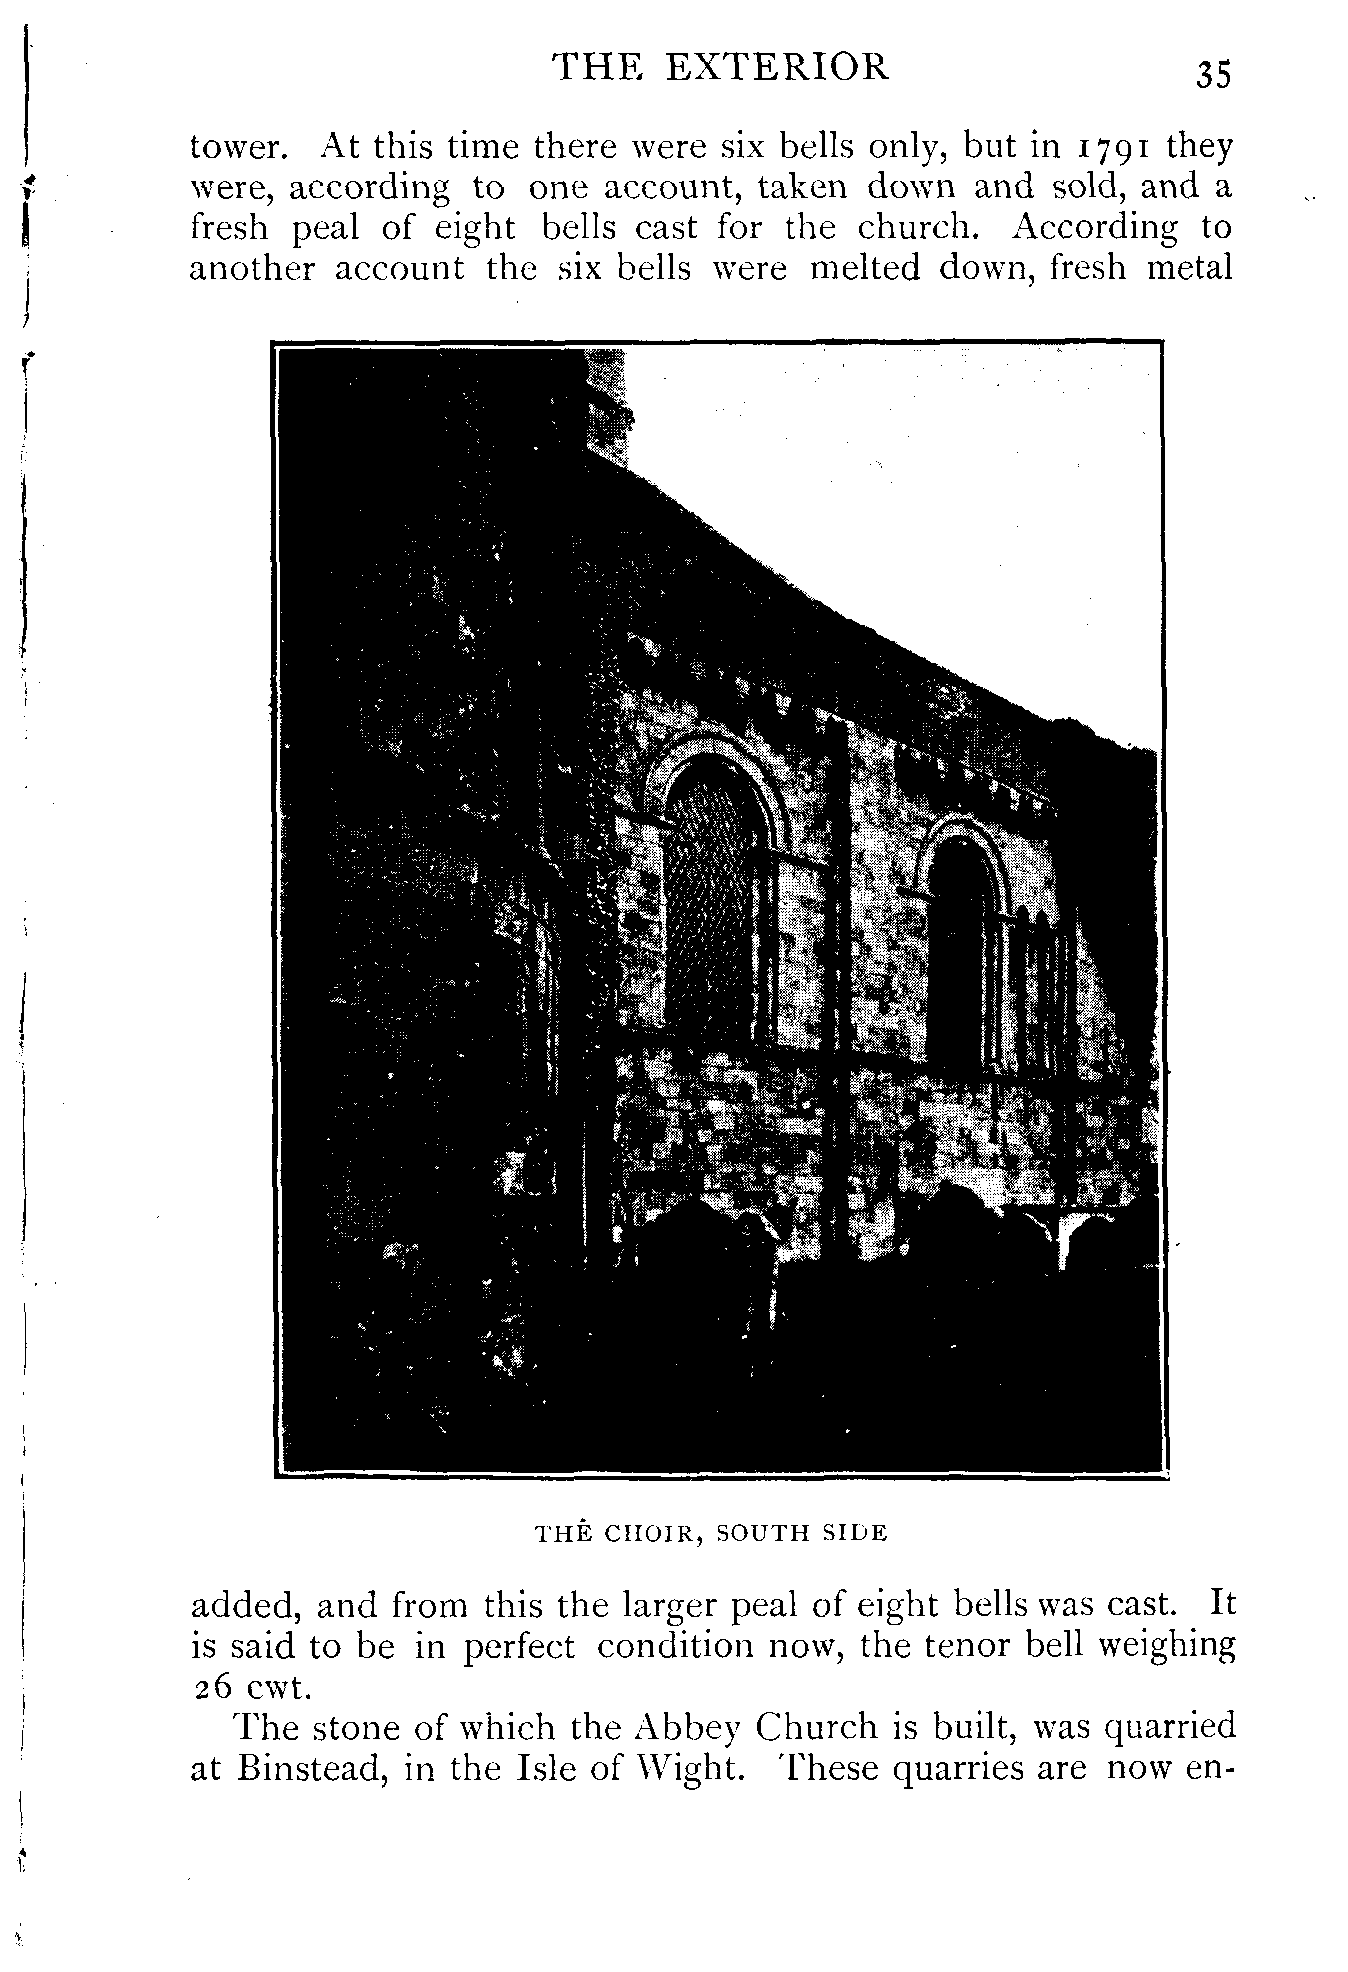 THE EXTERIOR 35
tower. At this time there were six bells only, but in 1791 they
were, according to one account, taken down and sold, and a
fresh peal of eight bells cast for the church. According to
another account the six bells were melted down, fresh metal
THE CHOIR, SOUTH SIDE
added, and from this the larger peal of eight bells was cast. It
is said to be in perfect condition now, the tenor bell weighing
26 cwt.
The stone of which the Abbey Church is built, was quarried
at Binstead, in the Isle of Wight. These quarries are now en-